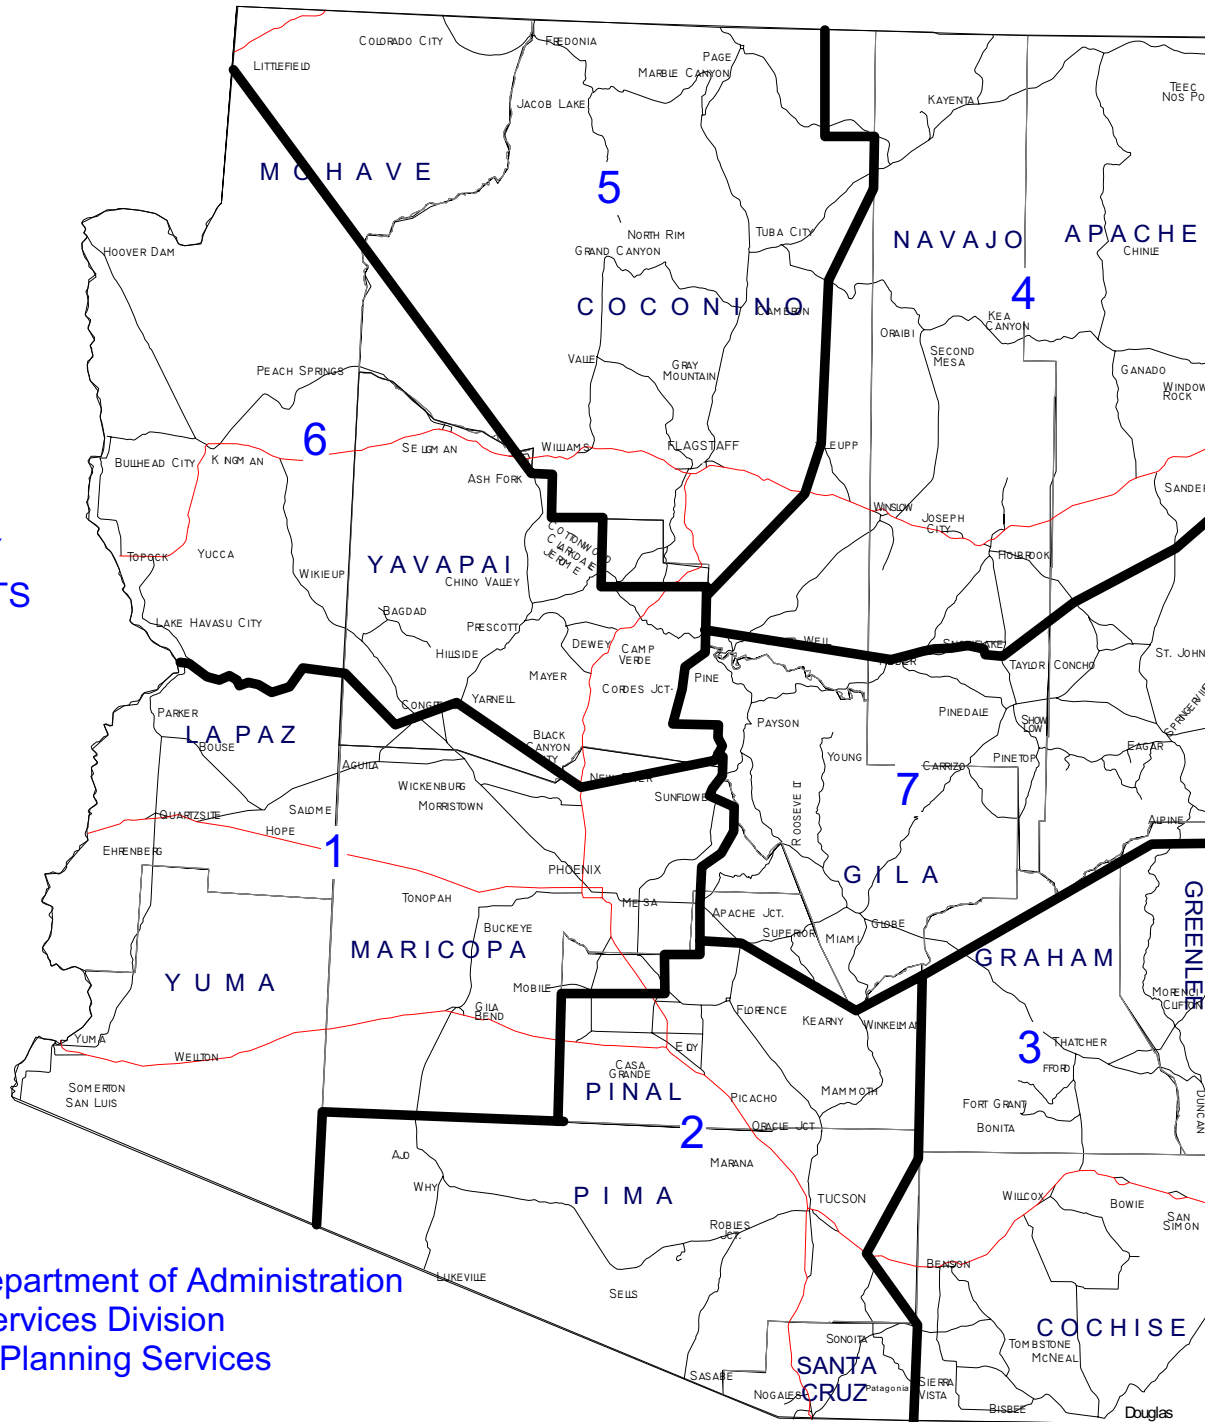 COLORADO CITY
FREDONIA
PAGE
LITTLEFIELD
MARBLE CANYON
TEEC
NOS PO
JACOB LAKE
KAYENTA
MOHAVE
5
TUBA CITY
NORTH RIM
NAVAJO
APACHE
HOOVER DAM
GRAND CANYON
CHINLE
4
COCONINO
CAMERON
KEA
CANYON
ORAIBI
SECOND
MESA
VALLE
GRAY
MOUNTAIN
PEACH SPRINGS
GANADO
WINDOW
ROCK
6
SELIGMAN
WILLIAMS
FLAGSTAFF
LEUPP
BULLHEAD CITY
KINGMAN
ASH FORK
SANDER
WINSLOW
JOSEPH
CITY
COTTONWOOD
CLARKDALE
JEROME
TOPOCK
YUCCA
HOLBROOK
YAVAPAI
WIKIEUP
CHINO VALLEY
TS
BAGDAD
LAKE HAVASU CITY
PRESCOTT
DEWEY
CAMP
VERDE
SNOWFLAKE
HILLSIDE
ST. JOHN
TAYLOR
CONCHO
MAYER
PINE
CORDES JCT.
YARNELL
PARKER
PINEDALE
SHOW
LOW
PAYSON
SPRINGERVILLE
LA PAZ
BOUSE
BLACK
CANYON
CITY
EAGAR
YOUNG
PINETOP
AGUILA
CARRIZO
NEW RIVER
WICKENBURG
7
SUNFLOWER
MORRISTOWN
SALOME
QUARTZSITE
ALPINE
HOPE
1
EHRENBERG
PHOENIX
GILA
TONOPAH
MESA
GREENLEE
APACHE JCT.
BUCKEYE
GLOBE
SUPERIOR
MIAMI
MARICOPA
GRAHAM
YUMA
MOBILE
MORENCI
CLIFTON
GILA
BEND
FLORENCE
KEARNY
WINKELMAN
YUMA
3
THATCHER
WELLTON
CASA
GRANDE
FFORD
SOMERTON
SAN LUIS
PINAL
PICACHO
MAMMOTH
FORT GRANT
DUNCAN
ORACLE JCT
2
BONITA
AJO
MARANA
WHY
PIMA
TUCSON
WILLCOX
BOWIE
SAN
SIMON
ROBLES
JCT.
BENSON
epartment of Administration
LUKEVILLE
SELLS
ervices Division
COCHISE
SONOITA
TOMBSTONE
MCNEAL
Planning Services
SANTA
CRUZ
SASABE
Patagonia
SIERRA
VISTA
NOGALES
BISBEE
Douglas